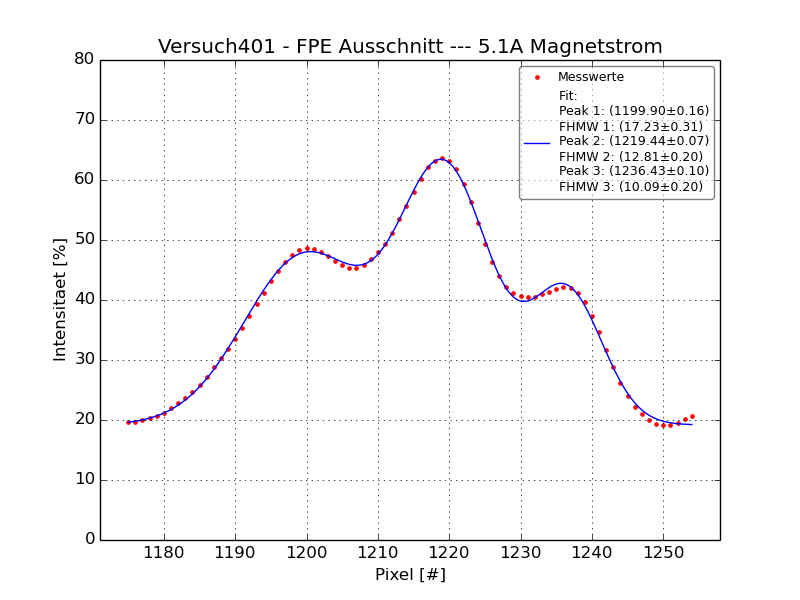 Versuch401 - FPE Ausschnitt --- 5.1A Magnetstrom
80
70
60
50
40
30
20
10
0
Intensitaet [%]
Messwerte
Fit:
Peak 1: (1199.90±0.16)
FHMW 1: (17.23±0.31)
Peak 2: (1219.44±0.07)
FHMW 2: (12.81±0.20)
Peak 3: (1236.43±0.10)
FHMW 3: (10.09±0.20)
1180 1190 1200 1210 1220 1230 1240 1250
Pixel [#]